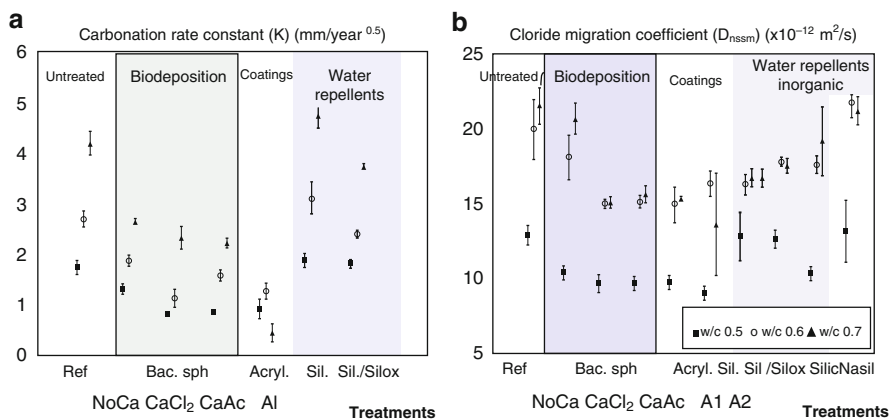 a
Carbonation rate constant (K) (mm/year 0.5)
6
5
4
3
2
1
0
Untreated
Biodeposition
Coatings
Water
repellents
Ref
Bac. sph
Acryl.
Sil.
Sil./Silox
NoCa CaCl2 CaAc Al
Treatments
b
Cloride migration coefficient (Dnssm) (x10−12 m2/s)
25
20
15
10
5
Untreated
Biodeposition
Coatings
Water repellents
inorganic
w/c 0.5 w/c 0.6 w/c 0.7
Ref
Bac. sph
Acryl. Sil. Sil /Silox SilicNasil
NoCa CaCl2 CaAc A1 A2
Treatments